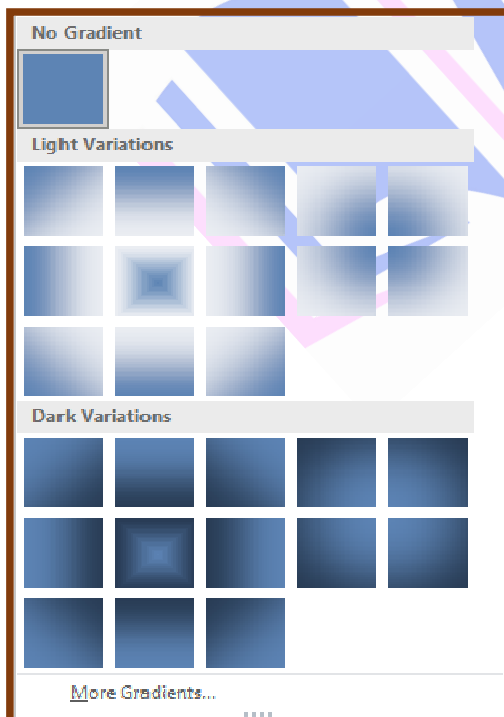 No Gradient
Light Variations
Dark Variations
More Gradients...